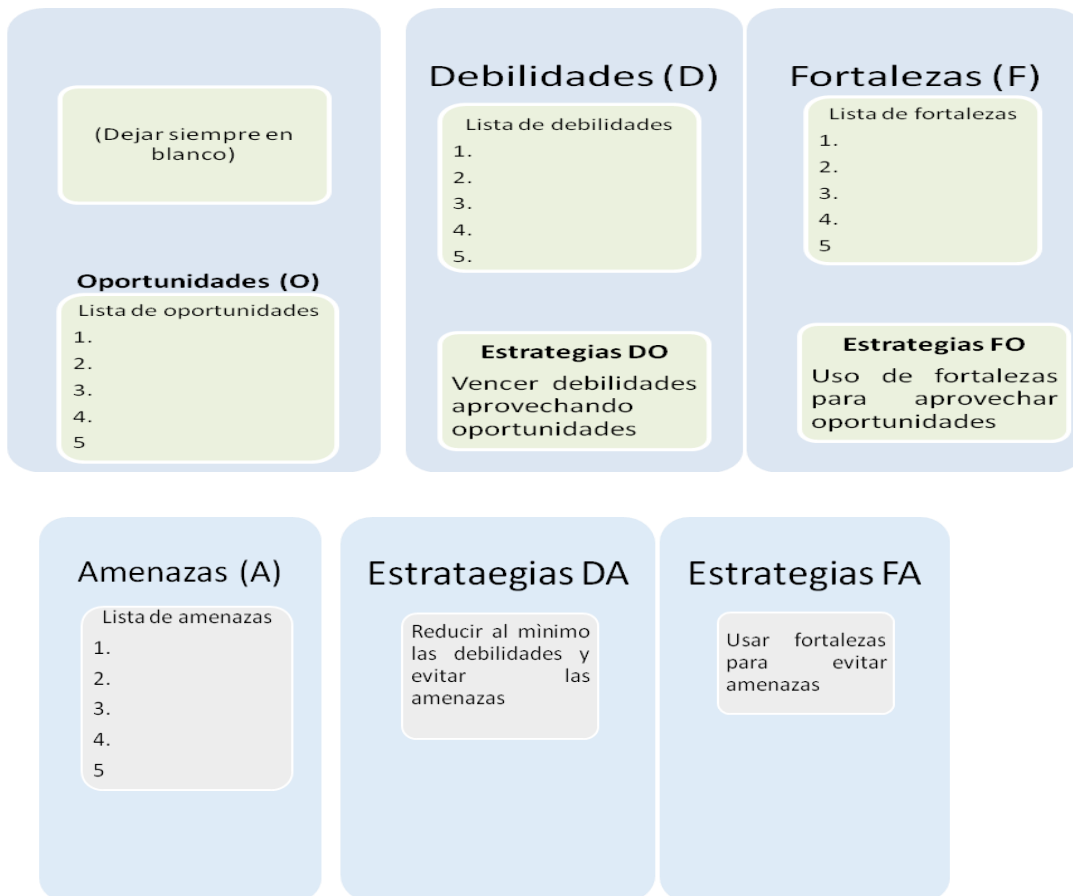 (Dejar siempre en
blanco)
Oportunidades (O)
Lista de oportunidades
1.
2.
3.
4.
5
Debilidades (D)
Lista de debilidades
1.
2.
3.
4.
5.
Estrategias DO
Vencer debilidades
aprovechando
oportunidades
Fortalezas (F)
Lista de fortalezas
1.
2.
3.
4.
5
Estrategias FO
Uso de fortalezas
para aprovechar
oportunidades
Amenazas (A)
Lista de amenazas
1.
2.
3.
4.
5
Estrataegias DA
Reducir al mìnimo
las debilidades y
evitar las
amenazas
Estrategias FA
Usar fortalezas
para evitar
amenazas